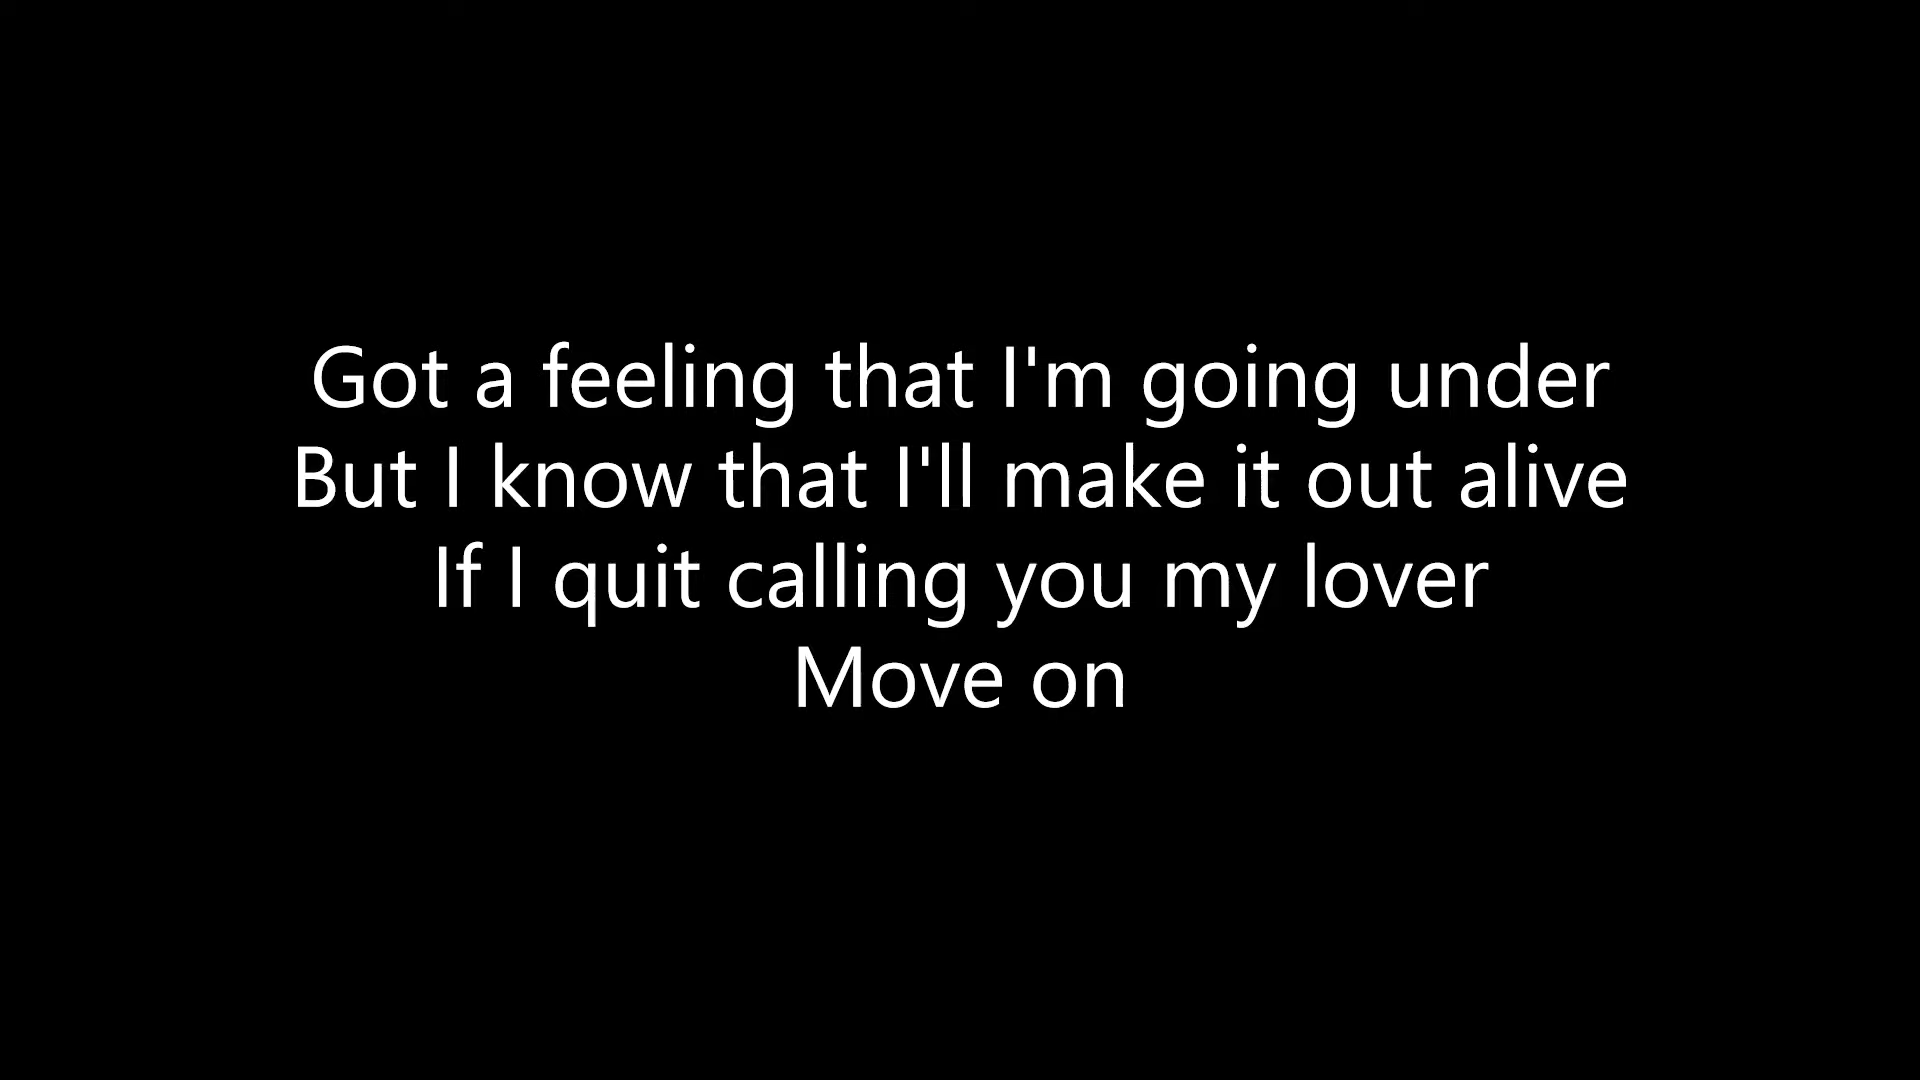 Got a feeling that I'm going under
But I know that I'll make it out alive
If I quit calling you my lover
Move on